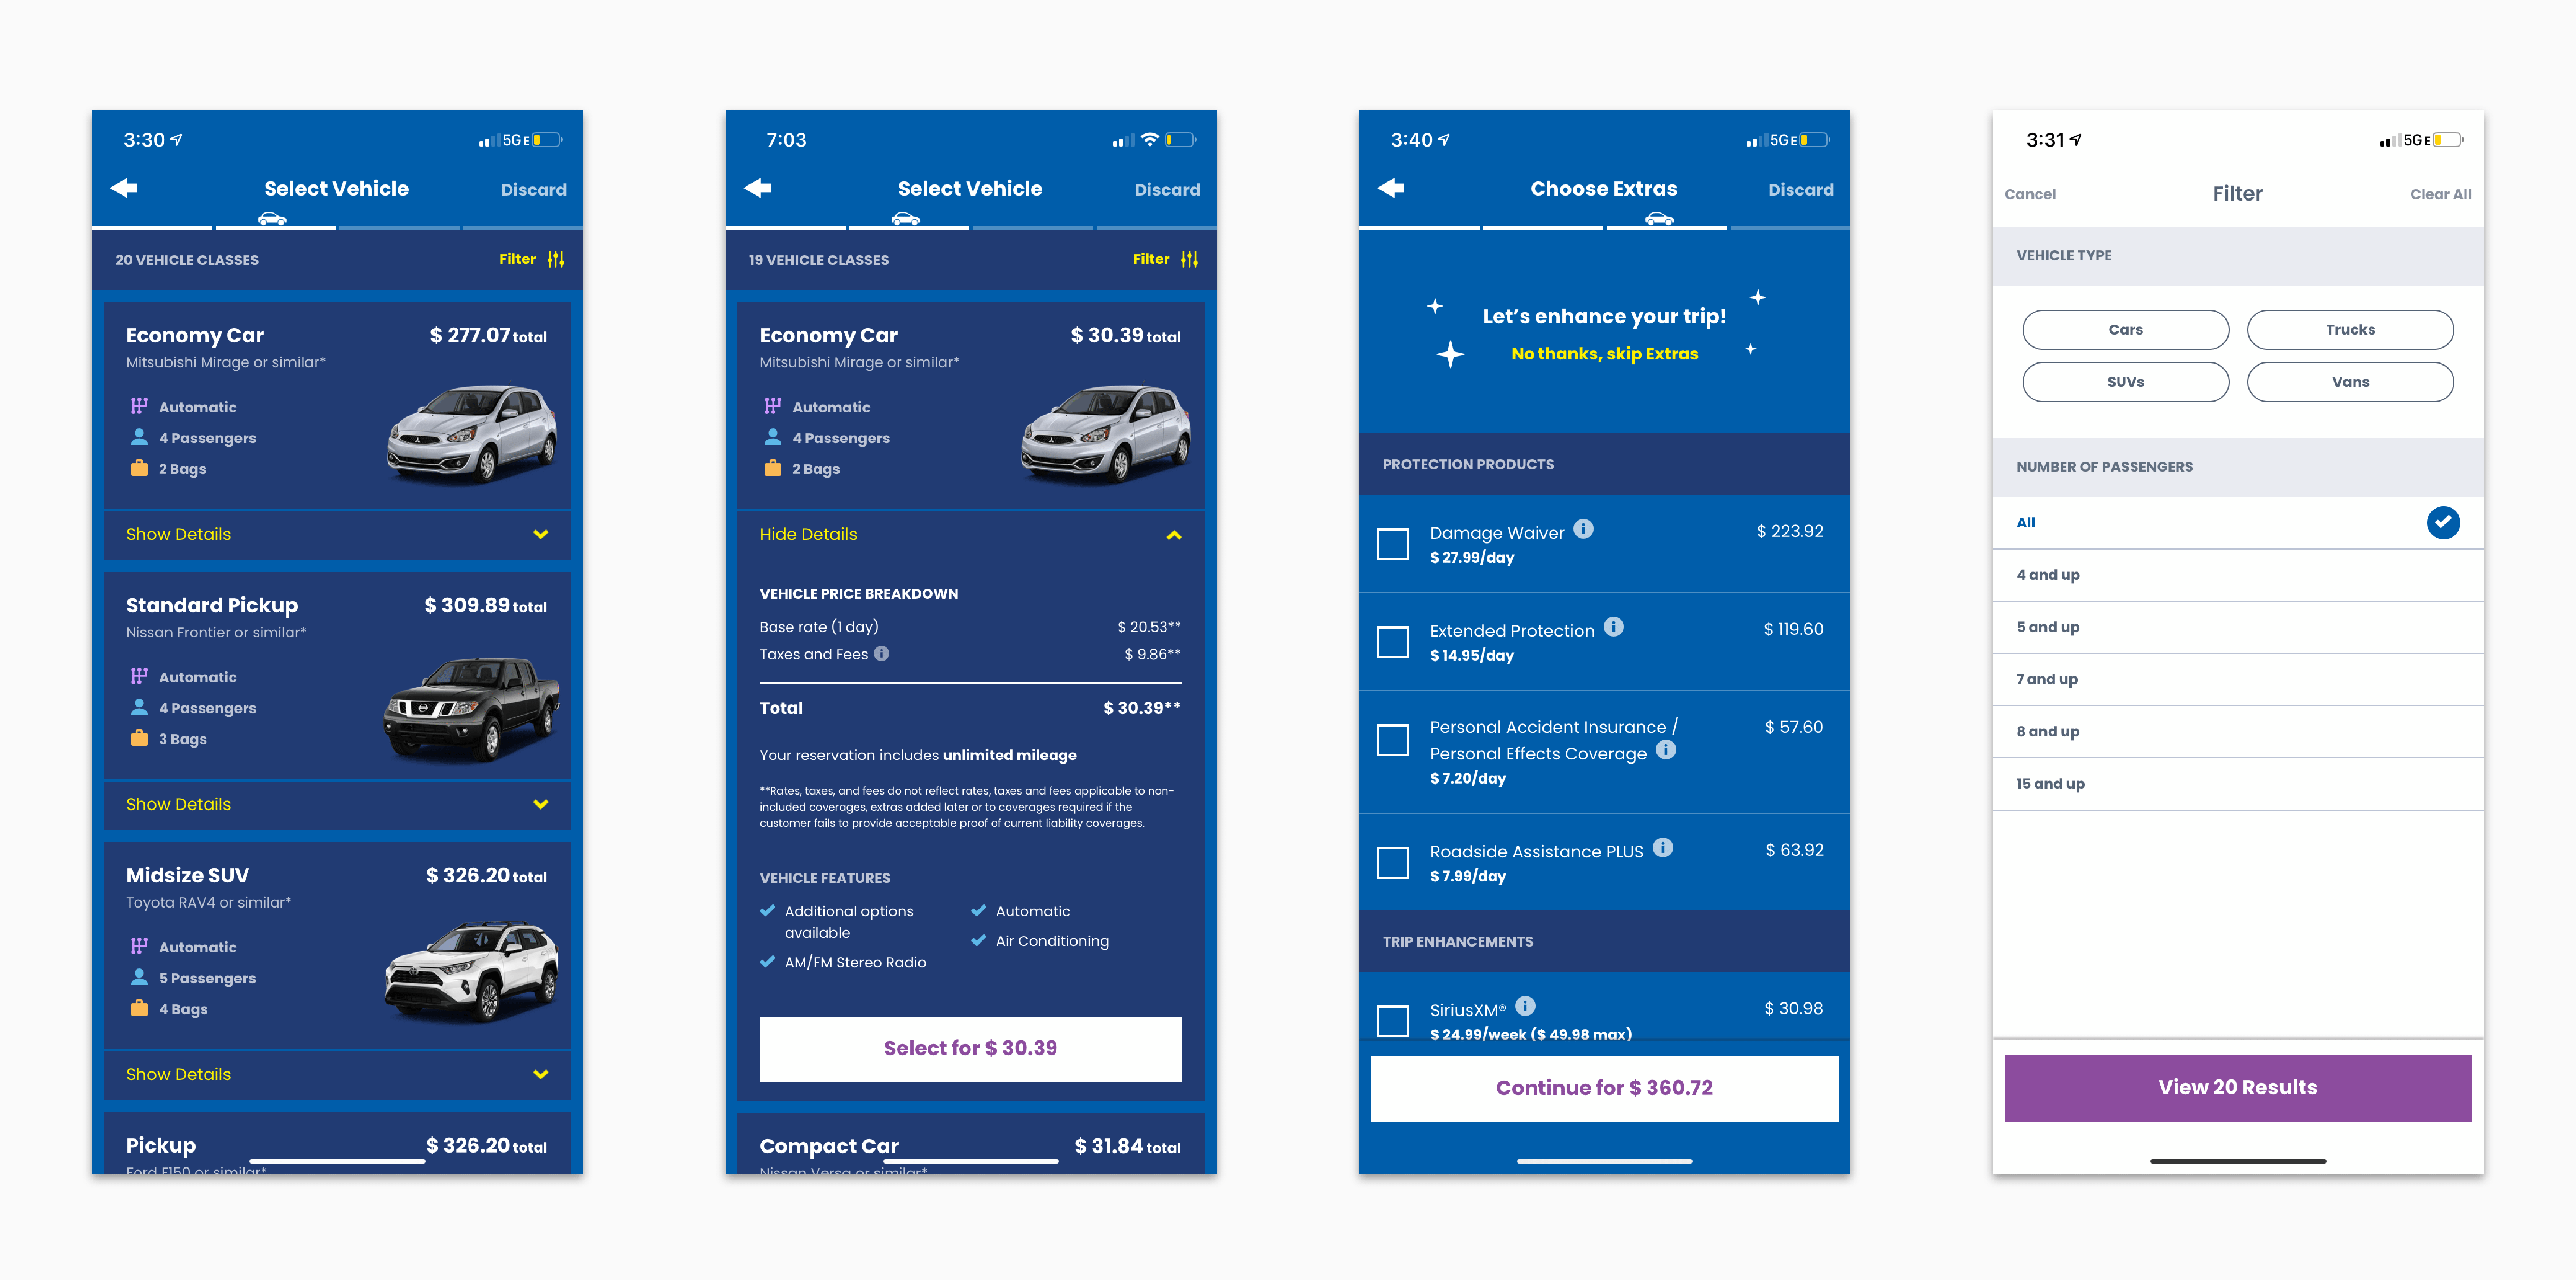 3:30
5GE
Select Vehicle
Discard
20 VEHICLE CLASSES
Filter
Economy Car
$ 277.07 total
Mitsubishi Mirage or similar*
Automatic
4 Passengers
2 Bags
Show Details
Standard Pickup
$ 309.89 total
Nissan Frontier or similar*
Automatic
4 Passengers
3 Bags
Show Details
Midsize SUV
$ 326.20 total
Toyota RAV4 or similar*
Automatic
5 Passengers
4 Bags
Show Details
Pickup
$ 326.20 total
Ford F150 or similar*
7:03
Select Vehicle
Discard
19 VEHICLE CLASSES
Filter
Economy Car
$ 30.39 total
Mitsubishi Mirage or similar*
Automatic
4 Passengers
2 Bags
Hide Details
VEHICLE PRICE BREAKDOWN
Base rate (1 day)
$ 20.53**
Taxes and Fees
$ 9.86**
Total
$ 30.39**
Your reservation includes unlimited mileage
**Rates, taxes, and fees do not reflect rates, taxes and fees applicable to non-
included coverages, extras added later or to coverages required if the
customer fails to provide acceptable proof of current liability coverages.
VEHICLE FEATURES
Additional options
available
AM/FM Stereo Radio
Automatic
Air Conditioning
Select for $ 30.39
Compact Car
$ 31.84 total
Nissan Versa or similar*
3:40
5GE
Choose Extras
Discard
Let's enhance your trip!
No thanks, skip Extras
PROTECTION PRODUCTS
Damage Waiver
$ 223.92
$ 27.99/day
Extended Protection
$ 119.60
$ 14.95/day
Personal Accident Insurance /
Personal Effects Coverage
$ 57.60
$ 7.20/day
Roadside Assistance PLUS
$ 63.92
$ 7.99/day
TRIP ENHANCEMENTS
SiriusXM®
$ 30.98
$ 24.99/week ($ 49.98 max)
Continue for $ 360.72
3:31
5GE
Cancel
Filter
Clear All
VEHICLE TYPE
Cars
Trucks
SUVs
Vans
NUMBER OF PASSENGERS
All
4 and up
5 and up
7 and up
8 and up
15 and up
View 20 Results